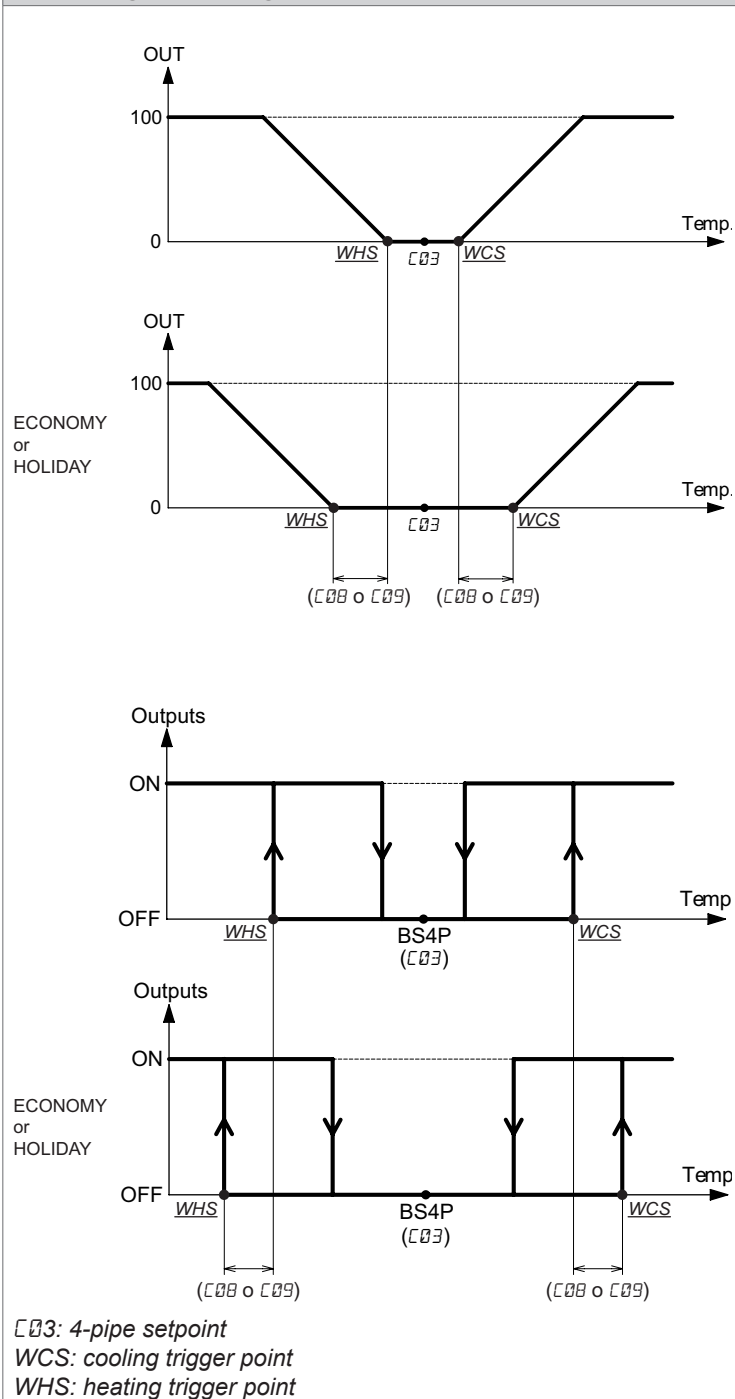 OUT
100
0
Temp.
WHS
C03
WCS
OUT
100
ECONOMY
or
HOLIDAY
0
Temp.
WHS
C03
WCS
(C08 o C09) (C08 o C09)
Outputs
ON
OFF
Temp
WHS
BS4P
(C03)
WCS
Outputs
ON
ECONOMY
or
HOLIDAY
OFF
Temp
WHS
BS4P
(C03)
WCS
(C08 o C09) (C08 o C09)
C03: 4-pipe setpoint
WCS: cooling trigger point
WHS: heating trigger point